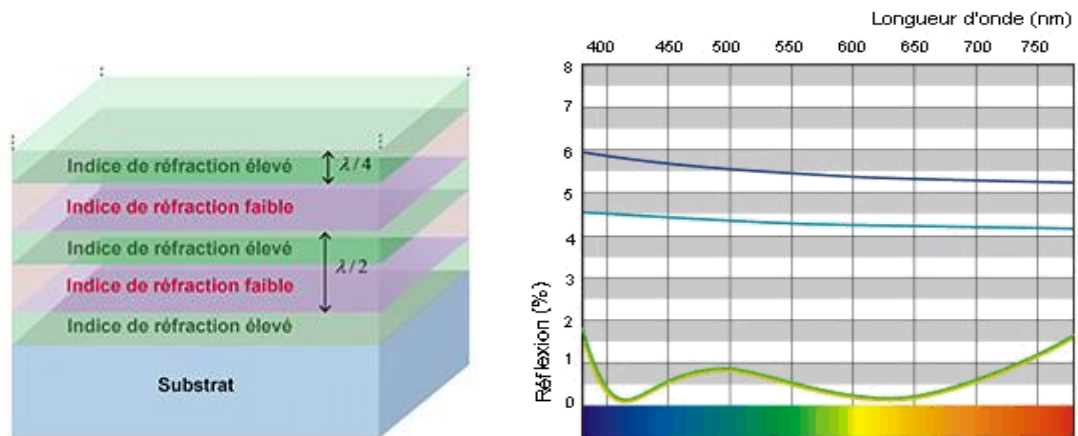 Indice de réfraction élevé
λ/4
Indice de réfraction faible
Indice de réfraction élevé
λ/2
Indice de réfraction faible
Indice de réfraction élevé
Substrat
Longueur d'onde (nm)
400 450 500 550 600 650 700 750
8
7
6
5
4
3
2
1
0
Réflexion (%)